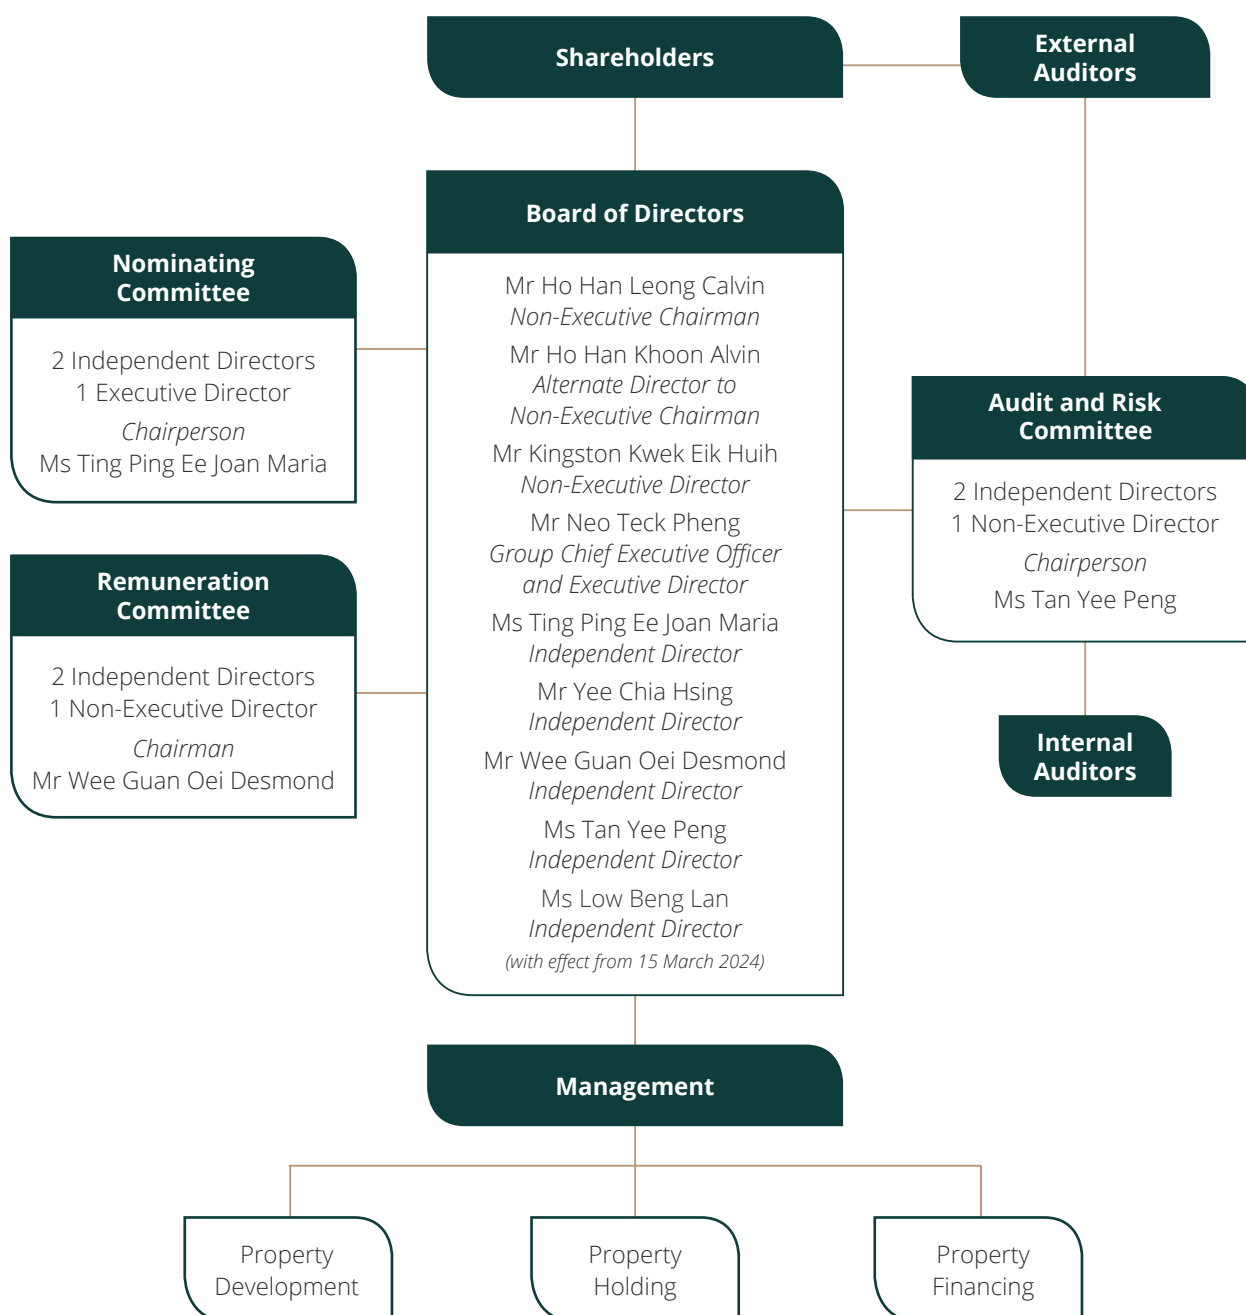 Shareholders
External
Auditors
Board of Directors
Mr Ho Han Leong Calvin
Non-Executive Chairman
Mr Ho Han Khoon Alvin
Alternate Director to
Non-Executive Chairman
Mr Kingston Kwek Eik Huih
Non-Executive Director
Mr Neo Teck Pheng
Group Chief Executive Officer
and Executive Director
Ms Ting Ping Ee Joan Maria
Independent Director
Mr Yee Chia Hsing
Independent Director
Mr Wee Guan Oei Desmond
Independent Director
Ms Tan Yee Peng
Independent Director
Ms Low Beng Lan
Independent Director
(with effect from 15 March 2024)
Nominating
Committee
2 Independent Directors
1 Executive Director
Chairperson
Ms Ting Ping Ee Joan Maria
Remuneration
Committee
2 Independent Directors
1 Non-Executive Director
Chairman
Mr Wee Guan Oei Desmond
Audit and Risk
Committee
2 Independent Directors
1 Non-Executive Director
Chairperson
Ms Tan Yee Peng
Internal
Auditors
Management
Property
Development
Property
Holding
Property
Financing